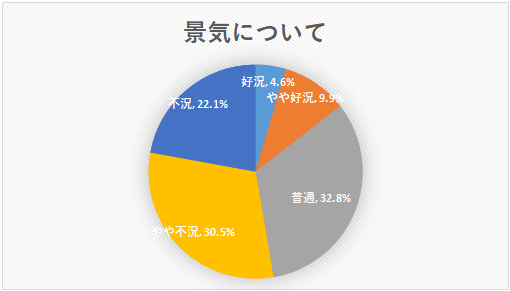 景気について
好況, 4.6%
やや好況, 9.9%
普通, 32.8%
やや不況, 30.5%
不況, 22.1%